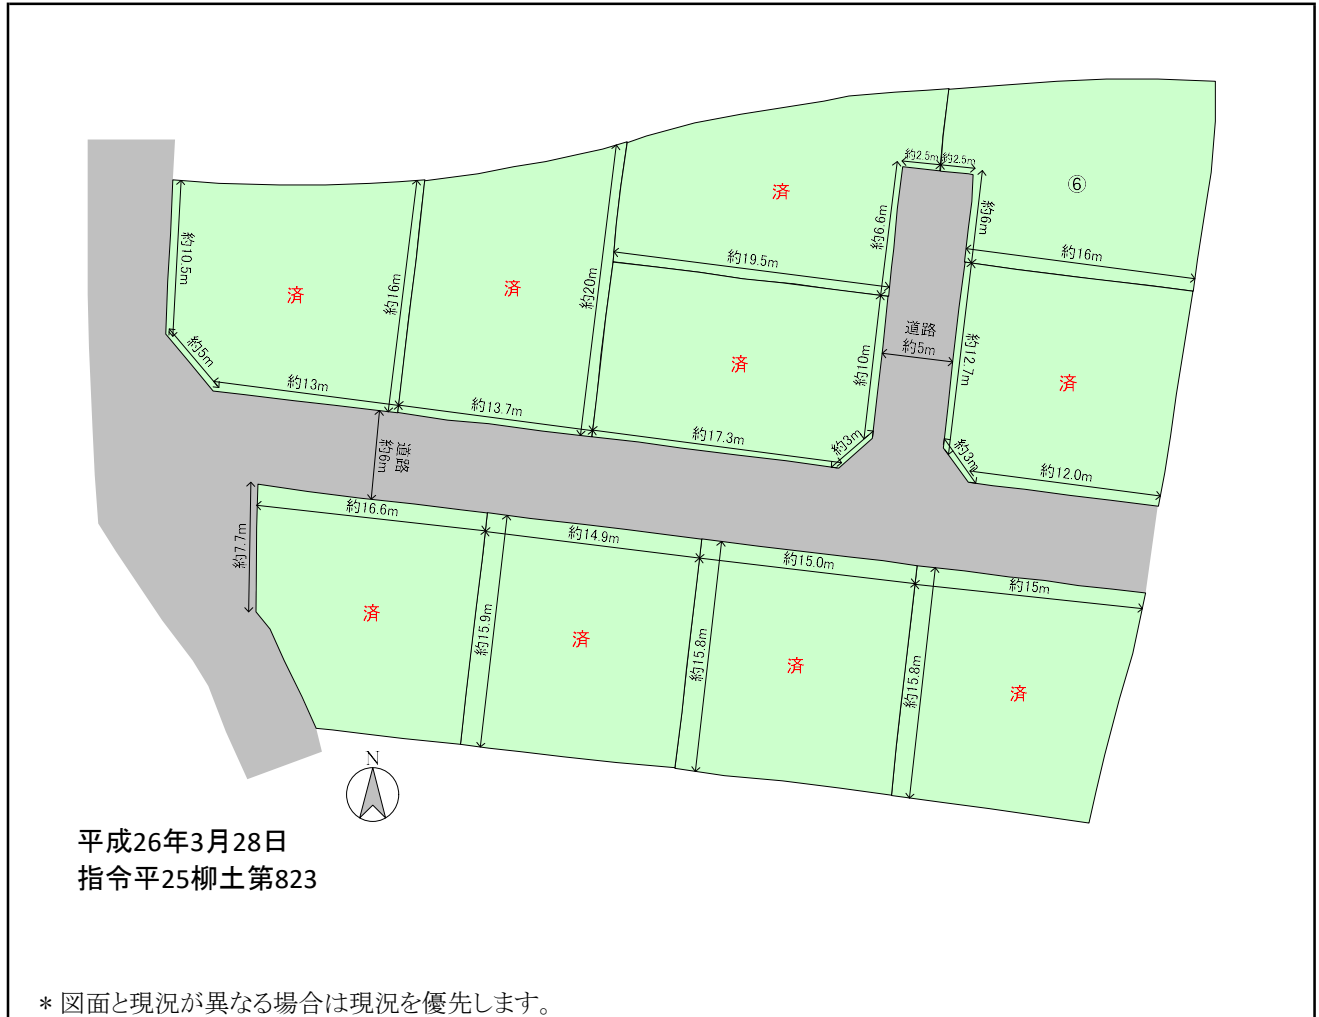 約2.5m
約2.5m
済
⑥
約6.6m
約6m
約10.5m
約16m
約20m
約19.5m
約16m
済
済
約5m
約13m
約13.7m
約17.3m
済
約10m
約3m
道路
約5m
約12.7m
済
約3m
約12.0m
道路
約6m
約7.7m
約16.6m
約14.9m
約15.0m
約15m
済
約15.9m
済
約15.8m
済
約15.8m
済
N
平成26年3月28日
指令平25柳土第823
* 図面と現況が異なる場合は現況を優先します。